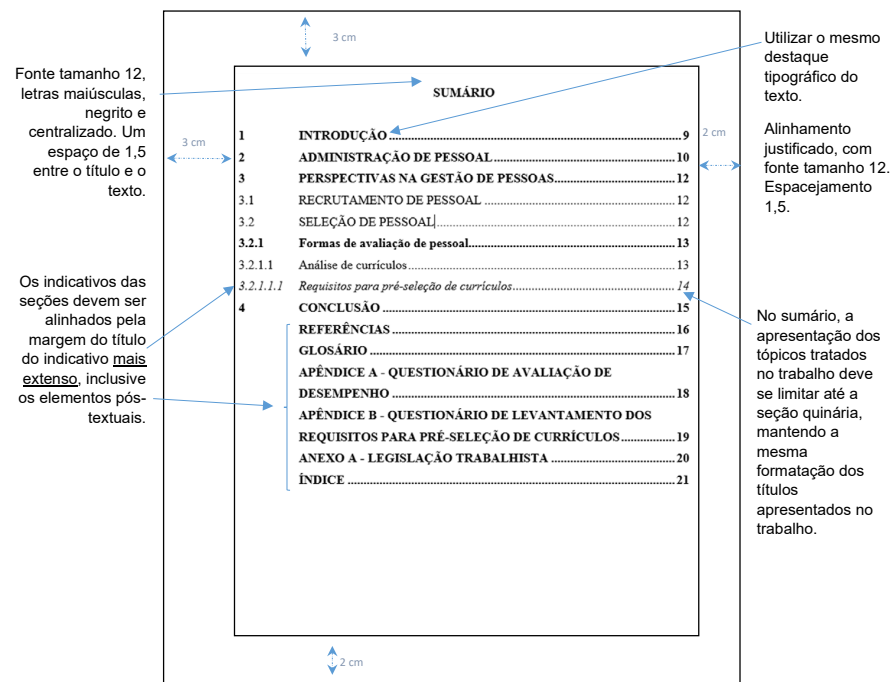 3 cm
Fonte tamanho 12,
letras maiúsculas,
negrito e
centralizado. Um
espaço de 1,5
entre o título e o
texto.
3 cm
Os indicativos das
seções devem ser
alinhados pela
margem do título
do indicativo mais
extenso, inclusive
os elementos pós-
textuais.
SUMÁRIO
1 INTRODUÇÃO ... 9
2 ADMINISTRAÇÃO DE PESSOAL ... 10
3 PERSPECTIVAS NA GESTÃO DE PESSOAS ... 12
3.1 RECRUTAMENTO DE PESSOAL ... 12
3.2 SELEÇÃO DE PESSOAL ... 12
3.2.1 Formas de avaliação de pessoal ... 13
3.2.1.1 Análise de currículos ... 13
3.2.1.1.1 Requisitos para pré-seleção de currículos ... 14
4 CONCLUSÃO ... 15
REFERÊNCIAS ... 16
GLOSÁRIO ... 17
APÊNDICE A - QUESTIONÁRIO DE AVALIAÇÃO DE
DESEMPENHO ... 18
APÊNDICE B - QUESTIONÁRIO DE LEVANTAMENTO DOS
REQUISITOS PARA PRÉ-SELEÇÃO DE CURRÍCULOS ... 19
ANEXO A - LEGISLAÇÃO TRABALHISTA ... 20
ÍNDICE ... 21
2 cm
Utilizar o mesmo
destaque
tipográfico do
texto.
2 cm
Alinhamento
justificado, com
fonte tamanho 12.
Espacejamento
1,5.
No sumário, a
apresentação dos
tópicos tratados
no trabalho deve
se limitar até a
seção quinária,
mantendo a
mesma
formatação dos
títulos
apresentados no
trabalho.